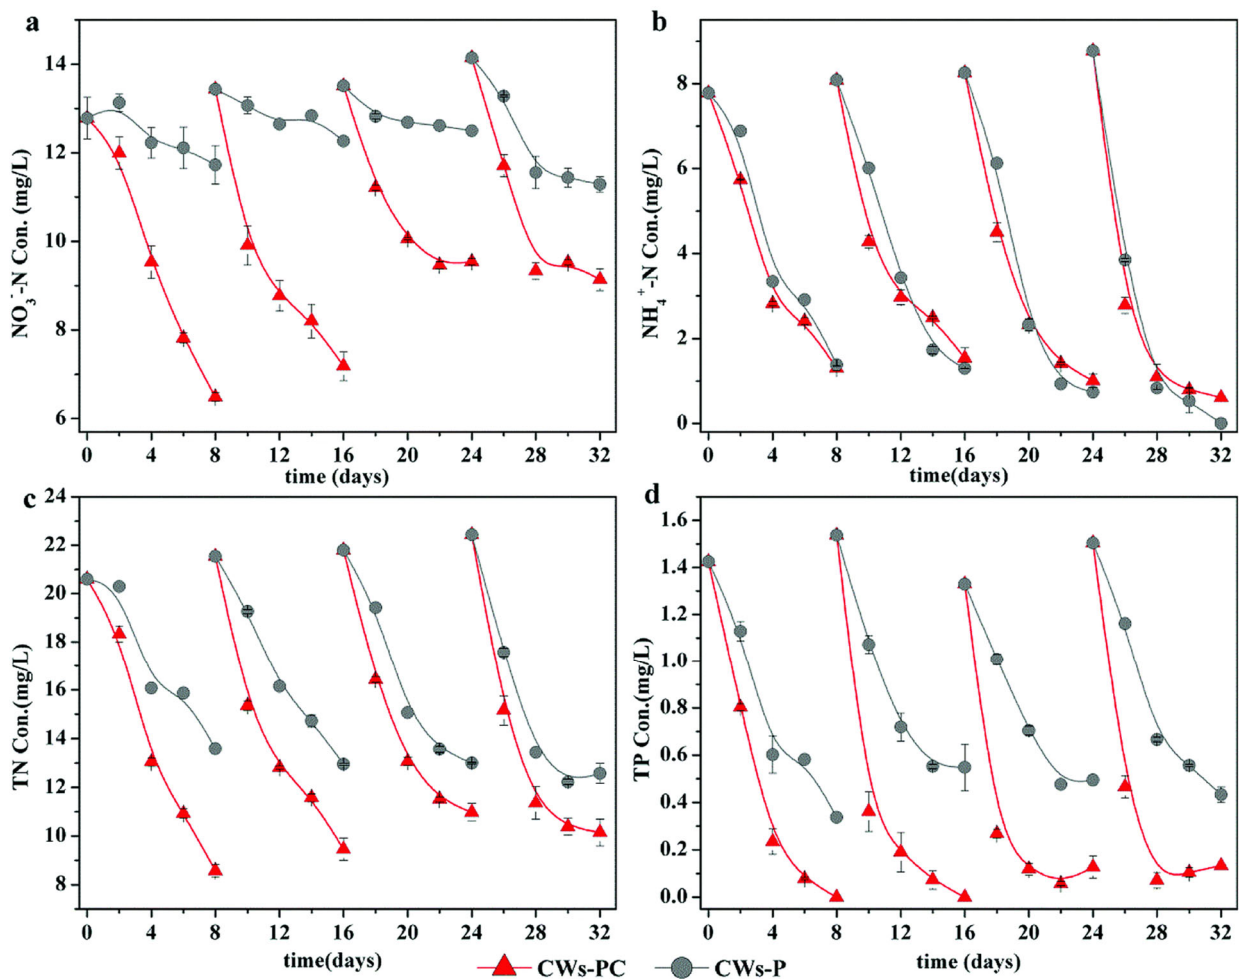 a
NO3⁻-N Con. (mg/L)
14
12
10
8
6
0 4 8 12 16 20 24 28 32
time (days)
b
NH4⁺-N Con.(mg/L)
8
6
4
2
0
0 4 8 12 16 20 24 28 32
time(days)
c
TN Con.(mg/L)
24
22
20
18
16
14
12
10
8
0 4 8 12 16 20 24 28 32
time(days)
d
TP Con.(mg/L)
1.6
1.4
1.2
1.0
0.8
0.6
0.4
0.2
0.0
0 4 8 12 16 20 24 28 32
time(days)
CWs-PC CWs-P